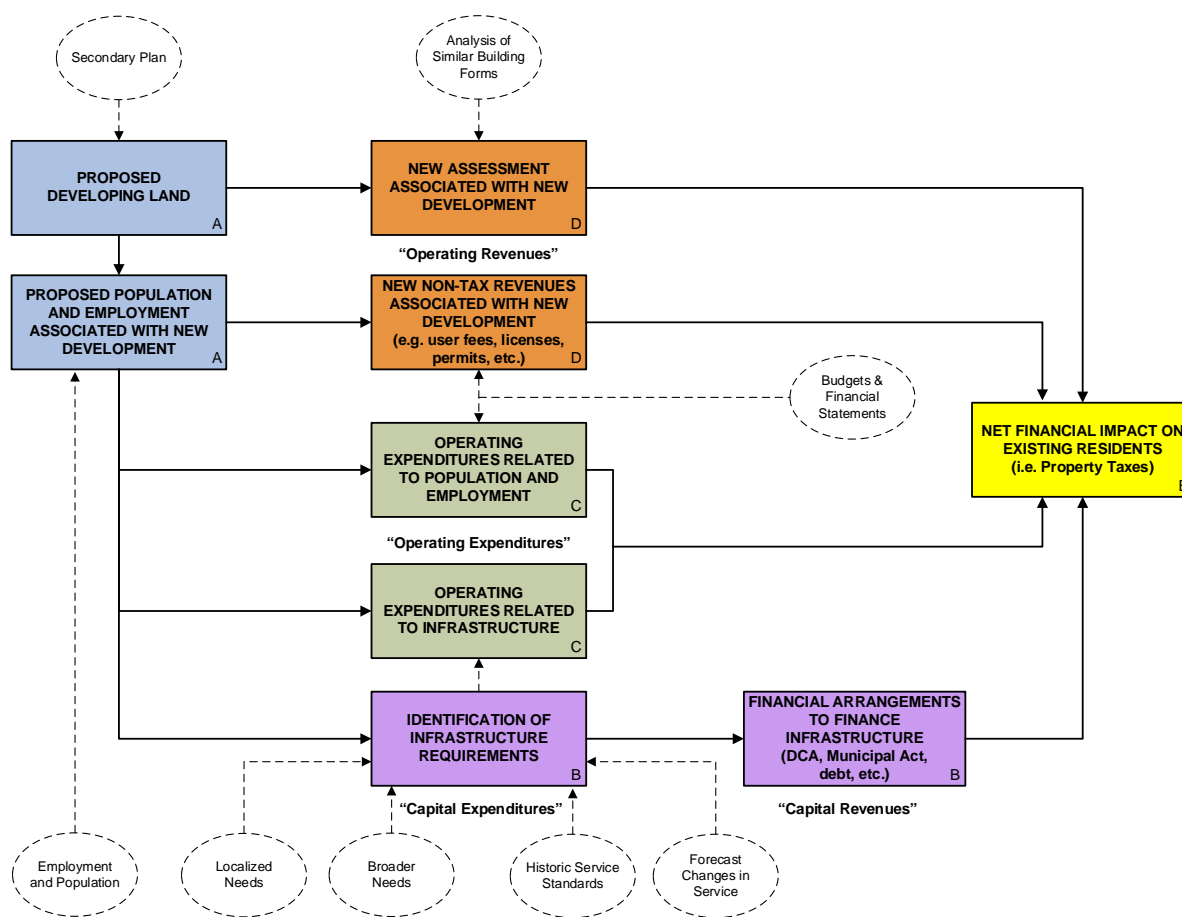 Secondary Plan
Analysis of
Similar Building
Forms
PROPOSED
DEVELOPING LAND
A
NEW ASSESSMENT
ASSOCIATED WITH NEW
DEVELOPMENT
D
“Operating Revenues”
PROPOSED POPULATION
AND EMPLOYMENT
ASSOCIATED WITH NEW
DEVELOPMENT
A
NEW NON-TAX REVENUES
ASSOCIATED WITH NEW
DEVELOPMENT
(e.g. user fees, licenses,
permits, etc.)
D
Budgets &
Financial
Statements
OPERATING
EXPENDITURES RELATED
TO POPULATION AND
EMPLOYMENT
C
NET FINANCIAL IMPACT ON
EXISTING RESIDENTS
(i.e. Property Taxes)
E
“Operating Expenditures”
OPERATING
EXPENDITURES RELATED
TO INFRASTRUCTURE
C
IDENTIFICATION OF
INFRASTRUCTURE
REQUIREMENTS
B
FINANCIAL ARRANGEMENTS
TO FINANCE
INFRASTRUCTURE
(DCA, Municipal Act,
debt, etc.)
B
“Capital Expenditures”
“Capital Revenues”
Employment
and Population
Localized
Needs
Broader
Needs
Historic Service
Standards
Forecast
Changes in
Service